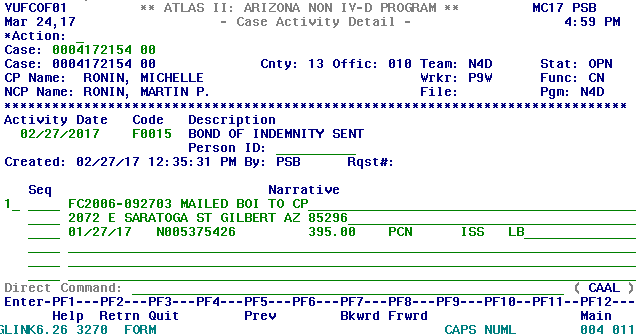 VUFCOF01 ** ATLAS II: ARIZONA NON IV-D PROGRAM ** MC17 PSB
Mar 24,17 - Case Activity Detail - 4:59 PM
*Action: _
Case: 0004172154 00
Case: 0004172154 00 Cnty: 13 Offic: 010 Team: N4D Stat: OPN
CP Name: RONIN, MICHELLE Wrkr: P9W Func: CN
NCP Name: RONIN, MARTIN P. File: Pgm: N4D
********************************************************************************
Activity Date Code Description
02/27/2017 F0015 BOND OF INDEMNITY SENT
Person ID: ___________
Created: 02/27/17 12:35:31 PM By: PSB Rqst#:
Seq Narrative
1_ ____ FC2006-092703 MAILED BOI TO CP
____ 2072 E SARATOGA ST GILBERT AZ 85296
____ 01/27/17 N005375426 395.00 PCN ISS LB
Direct Command: ( CAAL )
Enter-PF1---PF2---PF3---PF4---PF5---PF6---PF7---PF8---PF9---PF10--PF11--PF12---
Help Retrn Quit Prev Bkwrd Frwrd Main
GLINK6.26 3270 FORM CAPS NUML 004 011